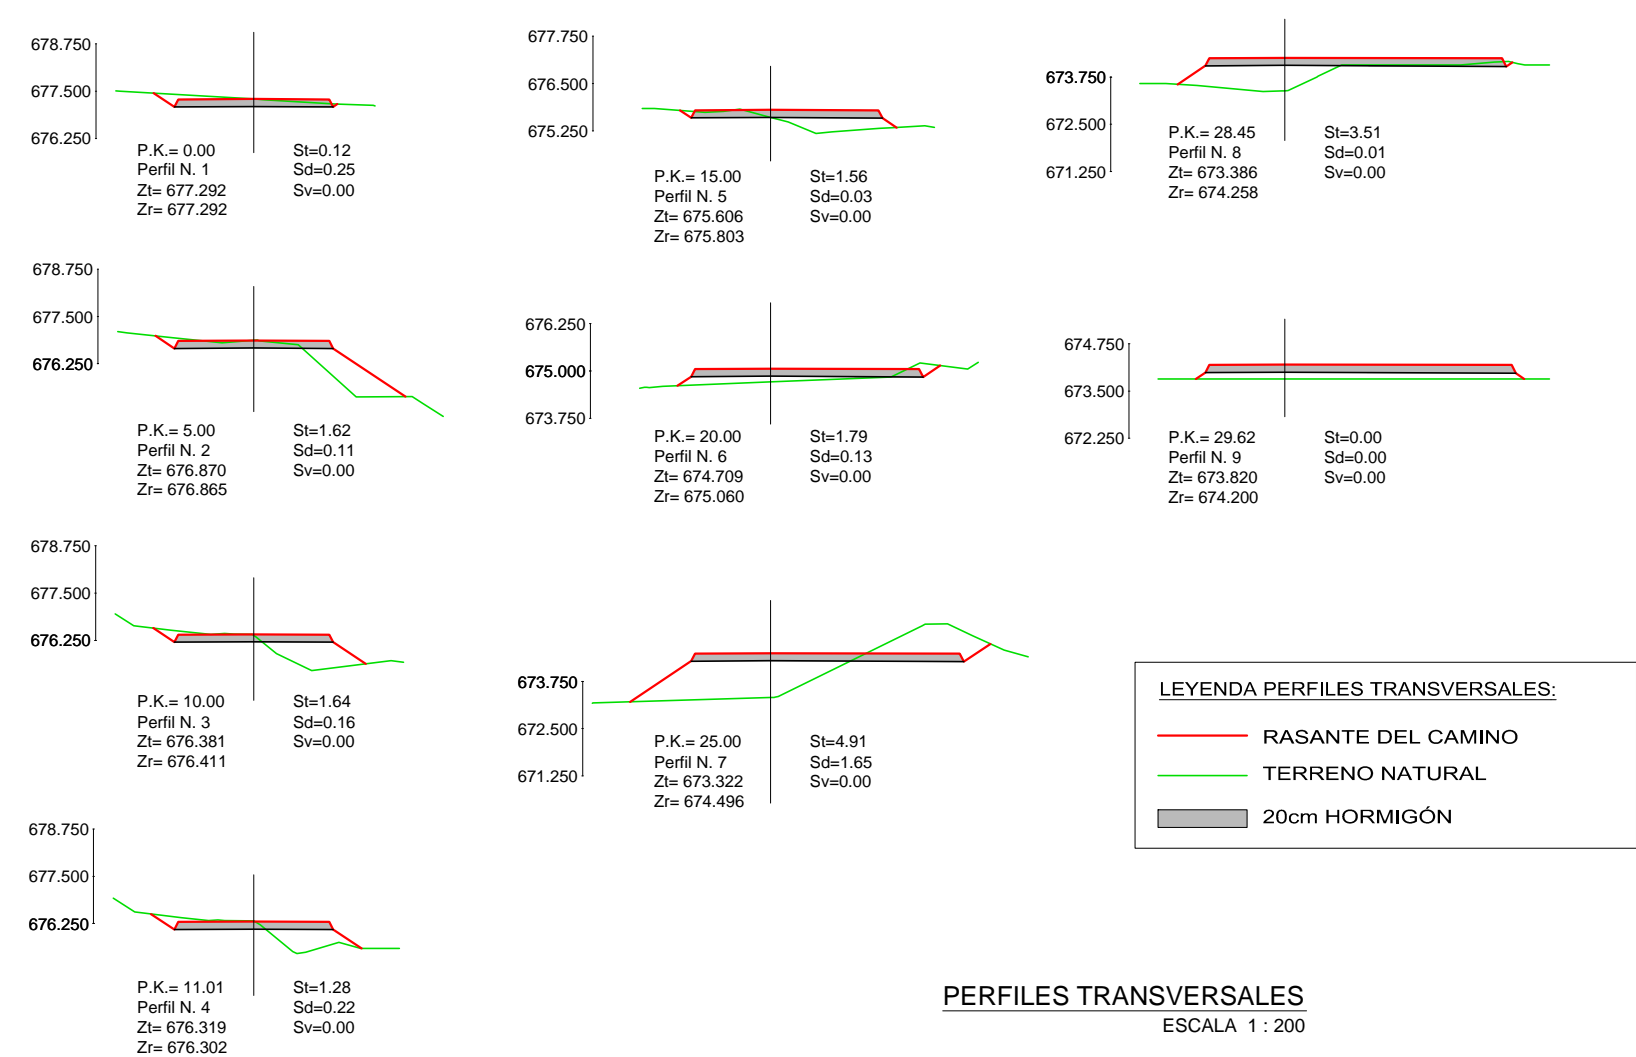 678.750
677.500
676.250
P.K.= 0.00 St=0.12
Perfil N. 1 Sd=0.25
Zt= 677.292 Sv=0.00
Zr= 677.292
678.750
677.500
676.250
P.K.= 5.00 St=1.62
Perfil N. 2 Sd=0.11
Zt= 676.870 Sv=0.00
Zr= 676.865
678.750
677.500
676.250
P.K.= 10.00 St=1.64
Perfil N. 3 Sd=0.16
Zt= 676.381 Sv=0.00
Zr= 676.411
678.750
677.500
676.250
P.K.= 11.01 St=1.28
Perfil N. 4 Sd=0.22
Zt= 676.319 Sv=0.00
Zr= 676.302
677.750
676.500
675.250
P.K.= 15.00 St=1.56
Perfil N. 5 Sd=0.03
Zt= 675.606 Sv=0.00
Zr= 675.803
676.250
675.000
673.750
P.K.= 20.00 St=1.79
Perfil N. 6 Sd=0.13
Zt= 674.709 Sv=0.00
Zr= 675.060
673.750
672.500
671.250
P.K.= 25.00 St=4.91
Perfil N. 7 Sd=1.65
Zt= 673.322 Sv=0.00
Zr= 674.496
673.750
672.500
671.250
P.K.= 28.45 St=3.51
Perfil N. 8 Sd=0.01
Zt= 673.386 Sv=0.00
Zr= 674.258
674.750
673.500
672.250
P.K.= 29.62 St=0.00
Perfil N. 9 Sd=0.00
Zt= 673.820 Sv=0.00
Zr= 674.200
LEYENDA PERFILES TRANSVERSALES:
RASANTE DEL CAMINO
TERRENO NATURAL
20cm HORMIGÓN
PERFILES TRANSVERSALES
ESCALA 1 : 200